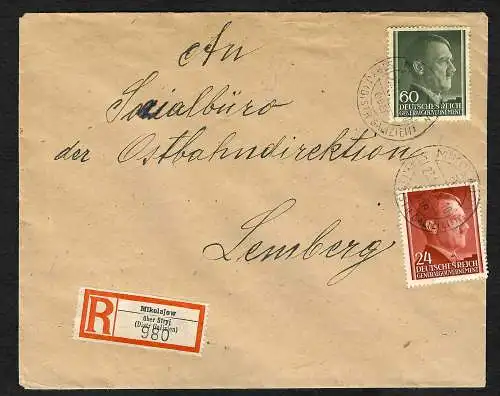 An
Sozialbüro
der Ostbahndirektion
Lemberg
60
DEUTSCHES REICH
GENERALGOUVERNEMENT
24
DEUTSCHES REICH
GENERALGOUVERNEMENT
R
Mikolajow
über Stryj
(Distr. Galizien)
980